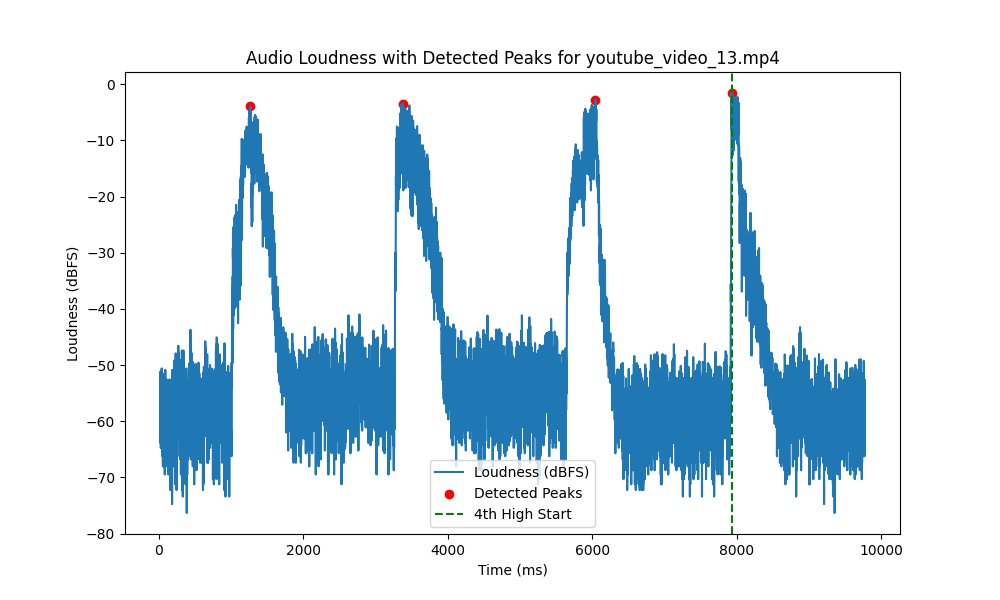 Audio Loudness with Detected Peaks for youtube_video_13.mp4
Loudness (dBFS)
0
−10
−20
−30
−40
−50
−60
−70
−80
Loudness (dBFS)
Detected Peaks
4th High Start
0 2000 4000 6000 8000 10000
Time (ms)